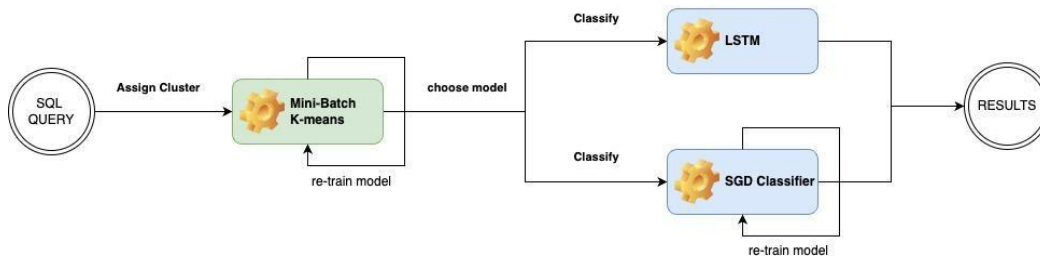 SQL
QUERY
Assign Cluster
Mini-Batch
K-means
re-train model
choose model
Classify
LSTM
Classify
SGD Classifier
re-train model
RESULTS